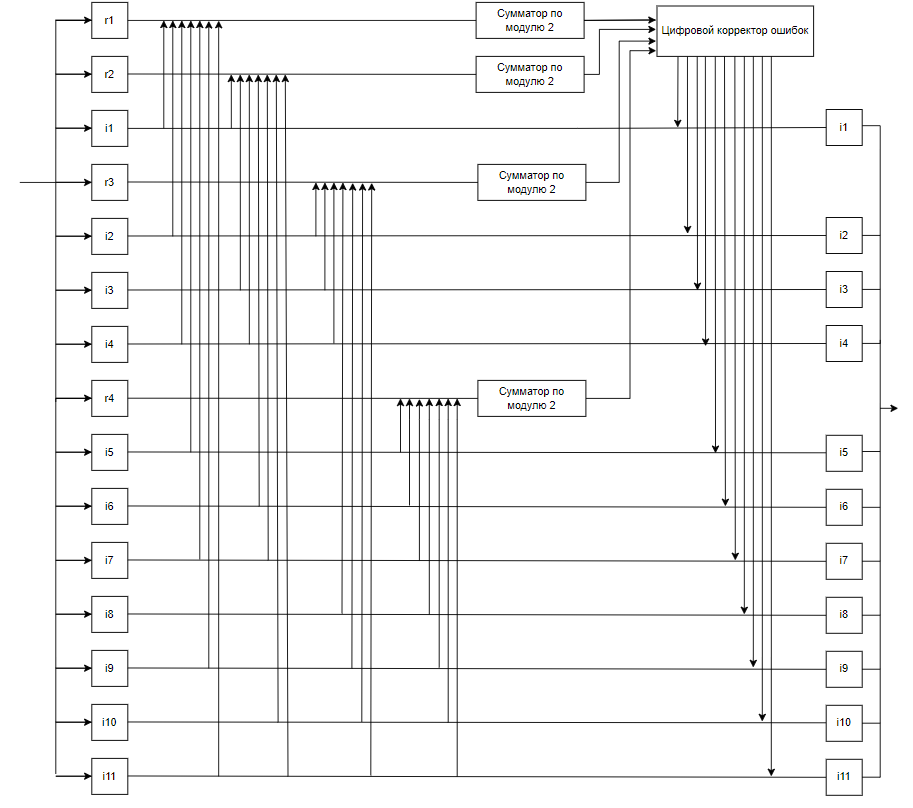 r1
Сумматор по
модулю 2
Цифровой корректор ошибок
r2
Сумматор по
модулю 2
i1
i1
r3
Сумматор по
модулю 2
i2
i2
i3
i3
i4
i4
r4
Сумматор по
модулю 2
i5
i5
i6
i6
i7
i7
i8
i8
i9
i9
i10
i10
i11
i11